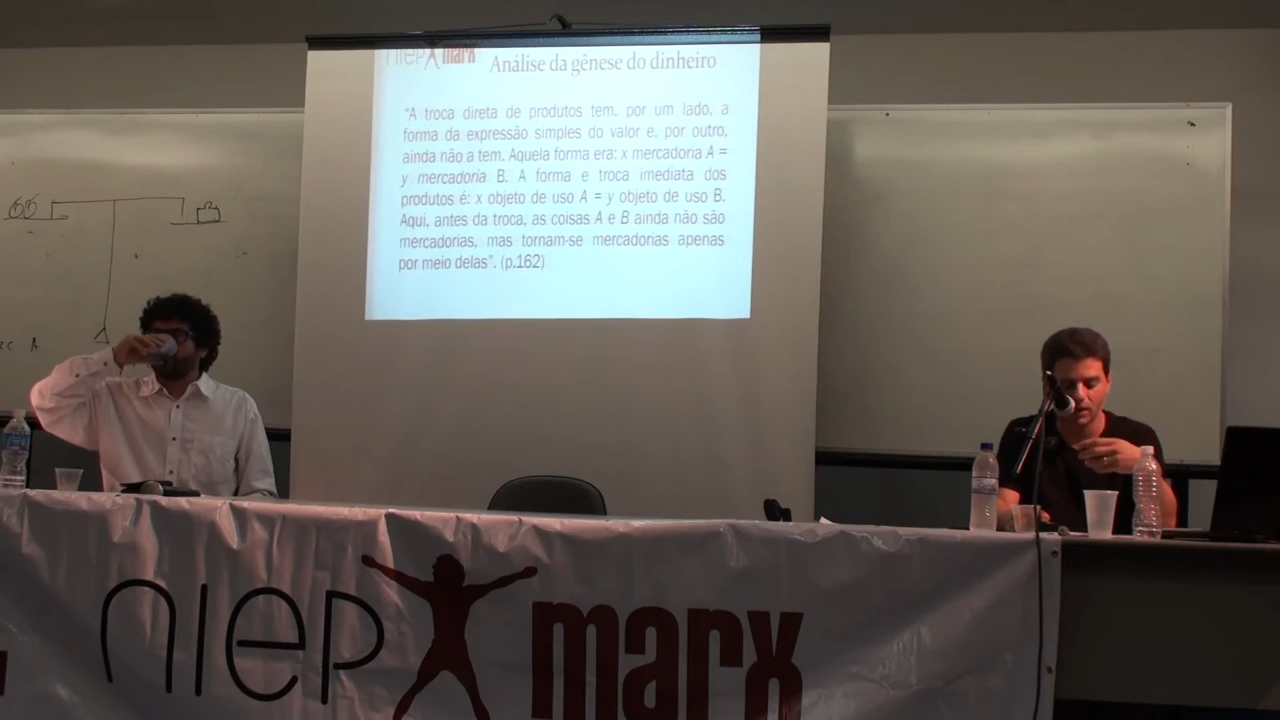 niep marx
Análise da gênese do dinheiro
"A troca direta de produtos tem, por um lado, a
forma da expressão simples do valor e, por outro,
ainda não a tem. Aquela forma era: x mercadoria A =
y mercadoria B. A forma e troca imediata dos
produtos é: x objeto de uso A = y objeto de uso B.
Aqui, antes da troca, as coisas A e B ainda não são
mercadorias, mas tornam-se mercadorias apenas
por meio delas". (p.162)
A
niep marx